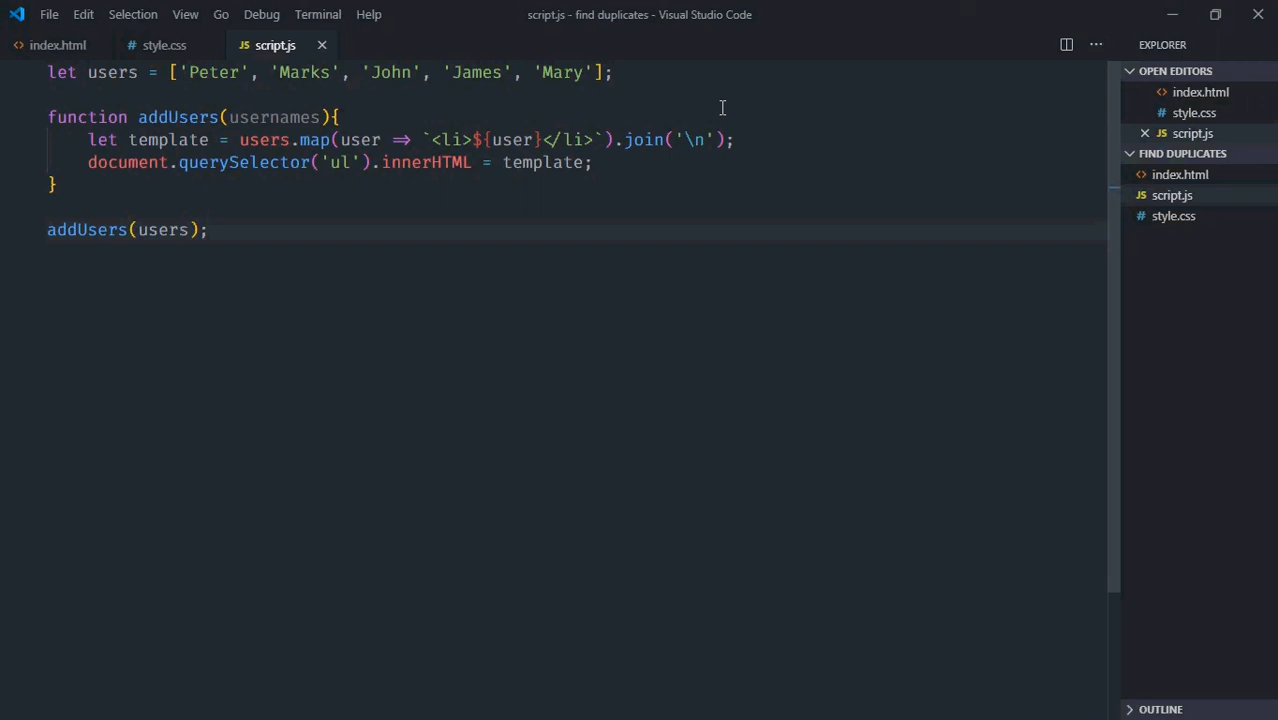 File Edit Selection View Go Debug Terminal Help script.js - find duplicates - Visual Studio Code
index.html style.css script.js
let users = ['Peter', 'Marks', 'John', 'James', 'Mary'];
function addUsers(usernames){
let template = users.map(user => `<li>${user}</li>`).join('\n');
document.querySelector('ul').innerHTML = template;
}
addUsers(users);
EXPLORER
OPEN EDITORS
index.html
style.css
JS script.js
FIND DUPLICATES
index.html
JS script.js
style.css
OUTLINE